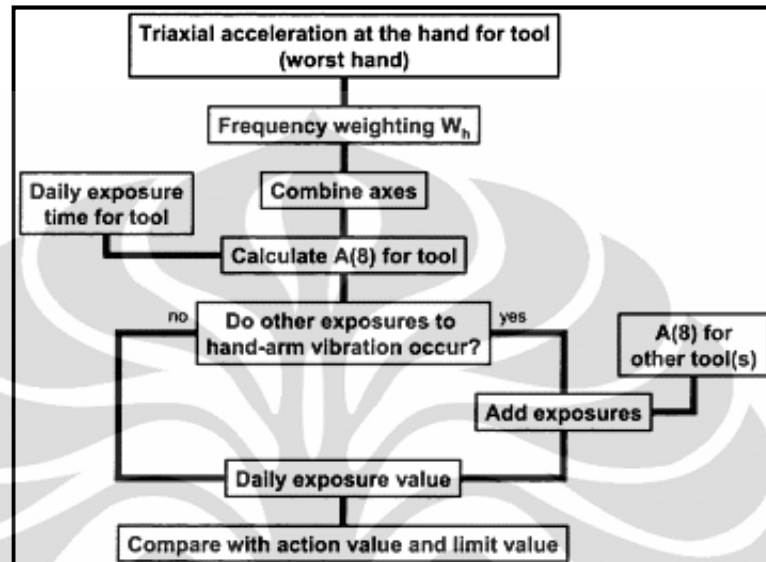 Triaxial acceleration at the hand for tool
(worst hand)
Frequency weighting Wh
Daily exposure
time for tool
Combine axes
Calculate A(8) for tool
no
Do other exposures to
hand-arm vibration occur?
yes
A(8) for
other tool(s)
Add exposures
Daily exposure value
Compare with action value and limit value